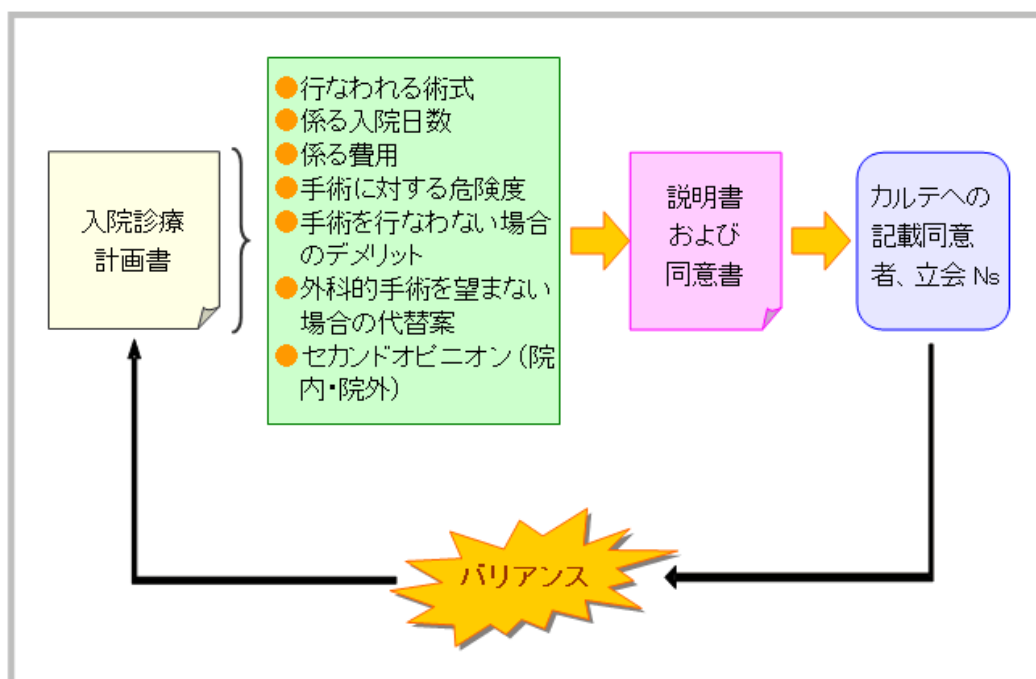 入院診療
計画書
●行なわれる術式
●係る入院日数
●係る費用
●手術に対する危険度
●手術を行なわない場合
のデメリット
●外科的手術を望まない
場合の代替案
●セカンドオピニオン（院
内・院外）
説明書
および
同意書
カルテへの
記載同意
者、立会 Ns
バリアンス